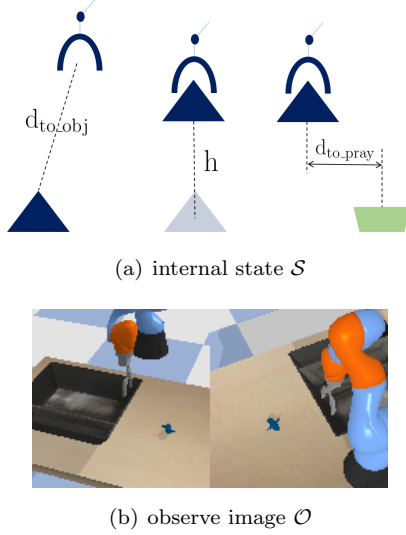 d_to_obj
h
d_to_pray
(a) internal state 𝒮
(b) observe image 𝒪